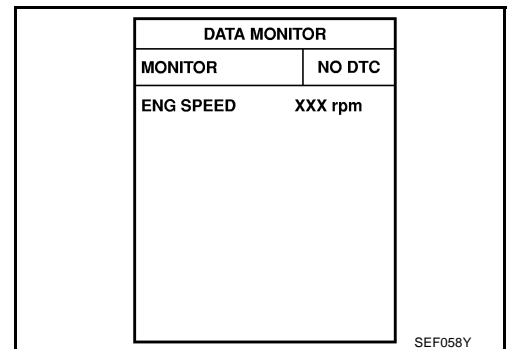 DATA MONITOR
MONITOR NO DTC
ENG SPEED XXX rpm
SEF058Y